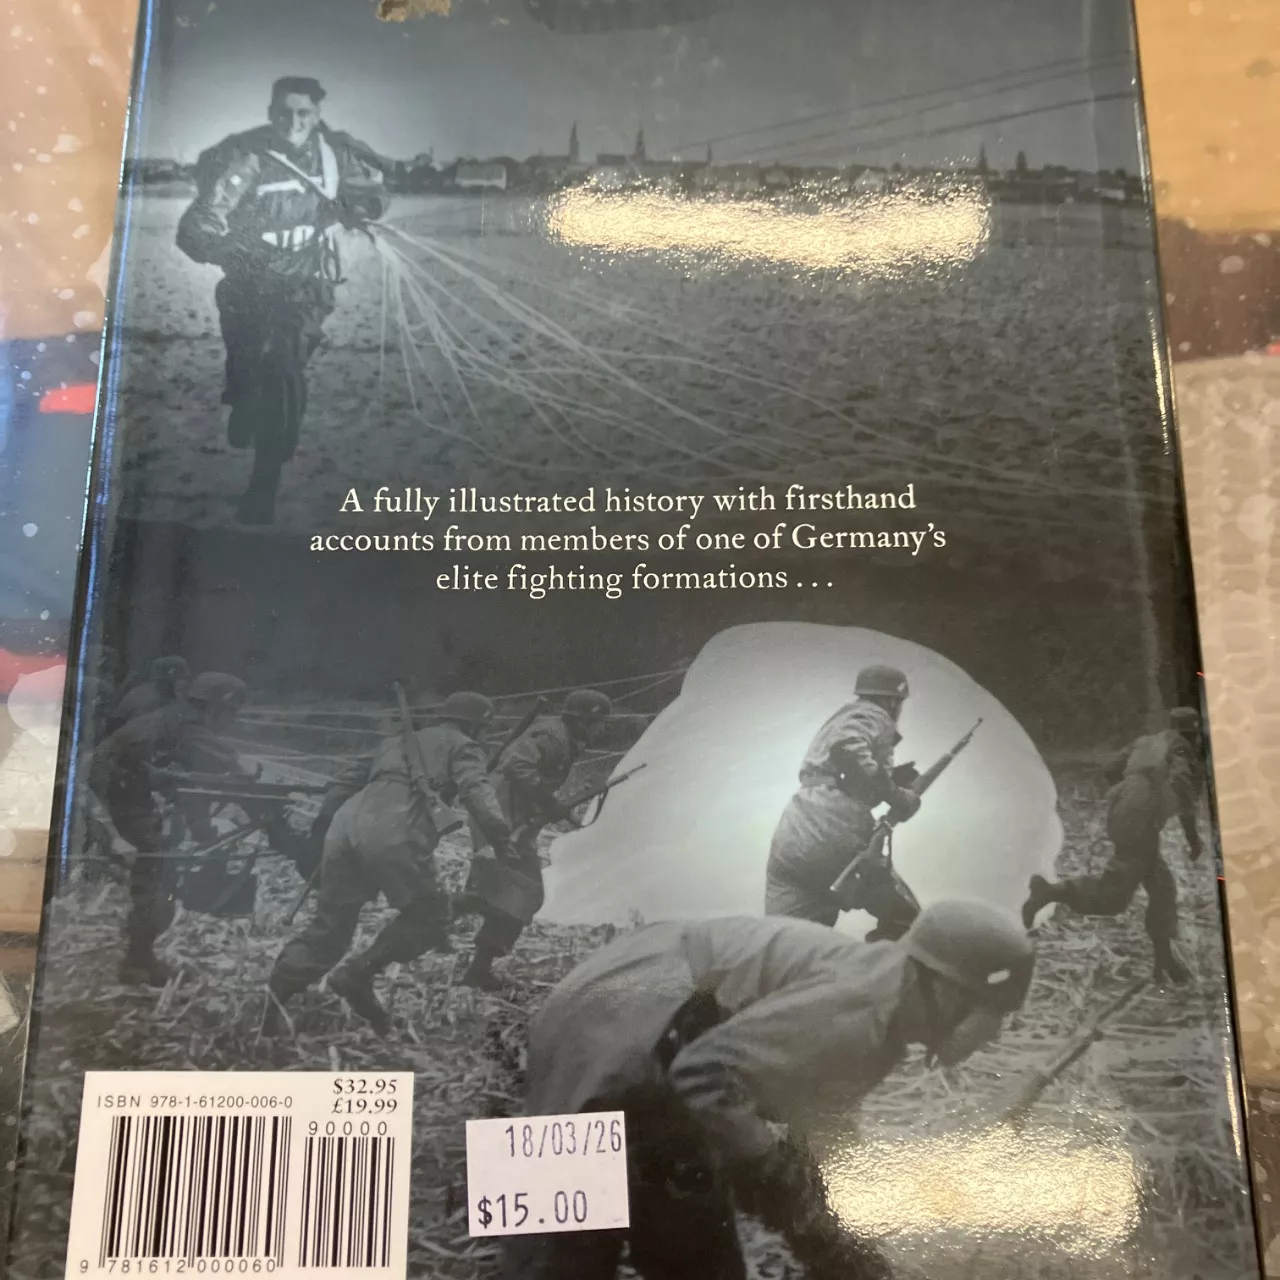 A fully illustrated history with firsthand
accounts from members of one of Germany's
elite fighting formations . . .
$32.95
ISBN 978-1-61200-006-0
£19.99
90000
9 781612 000060
18/03/26
$15.00